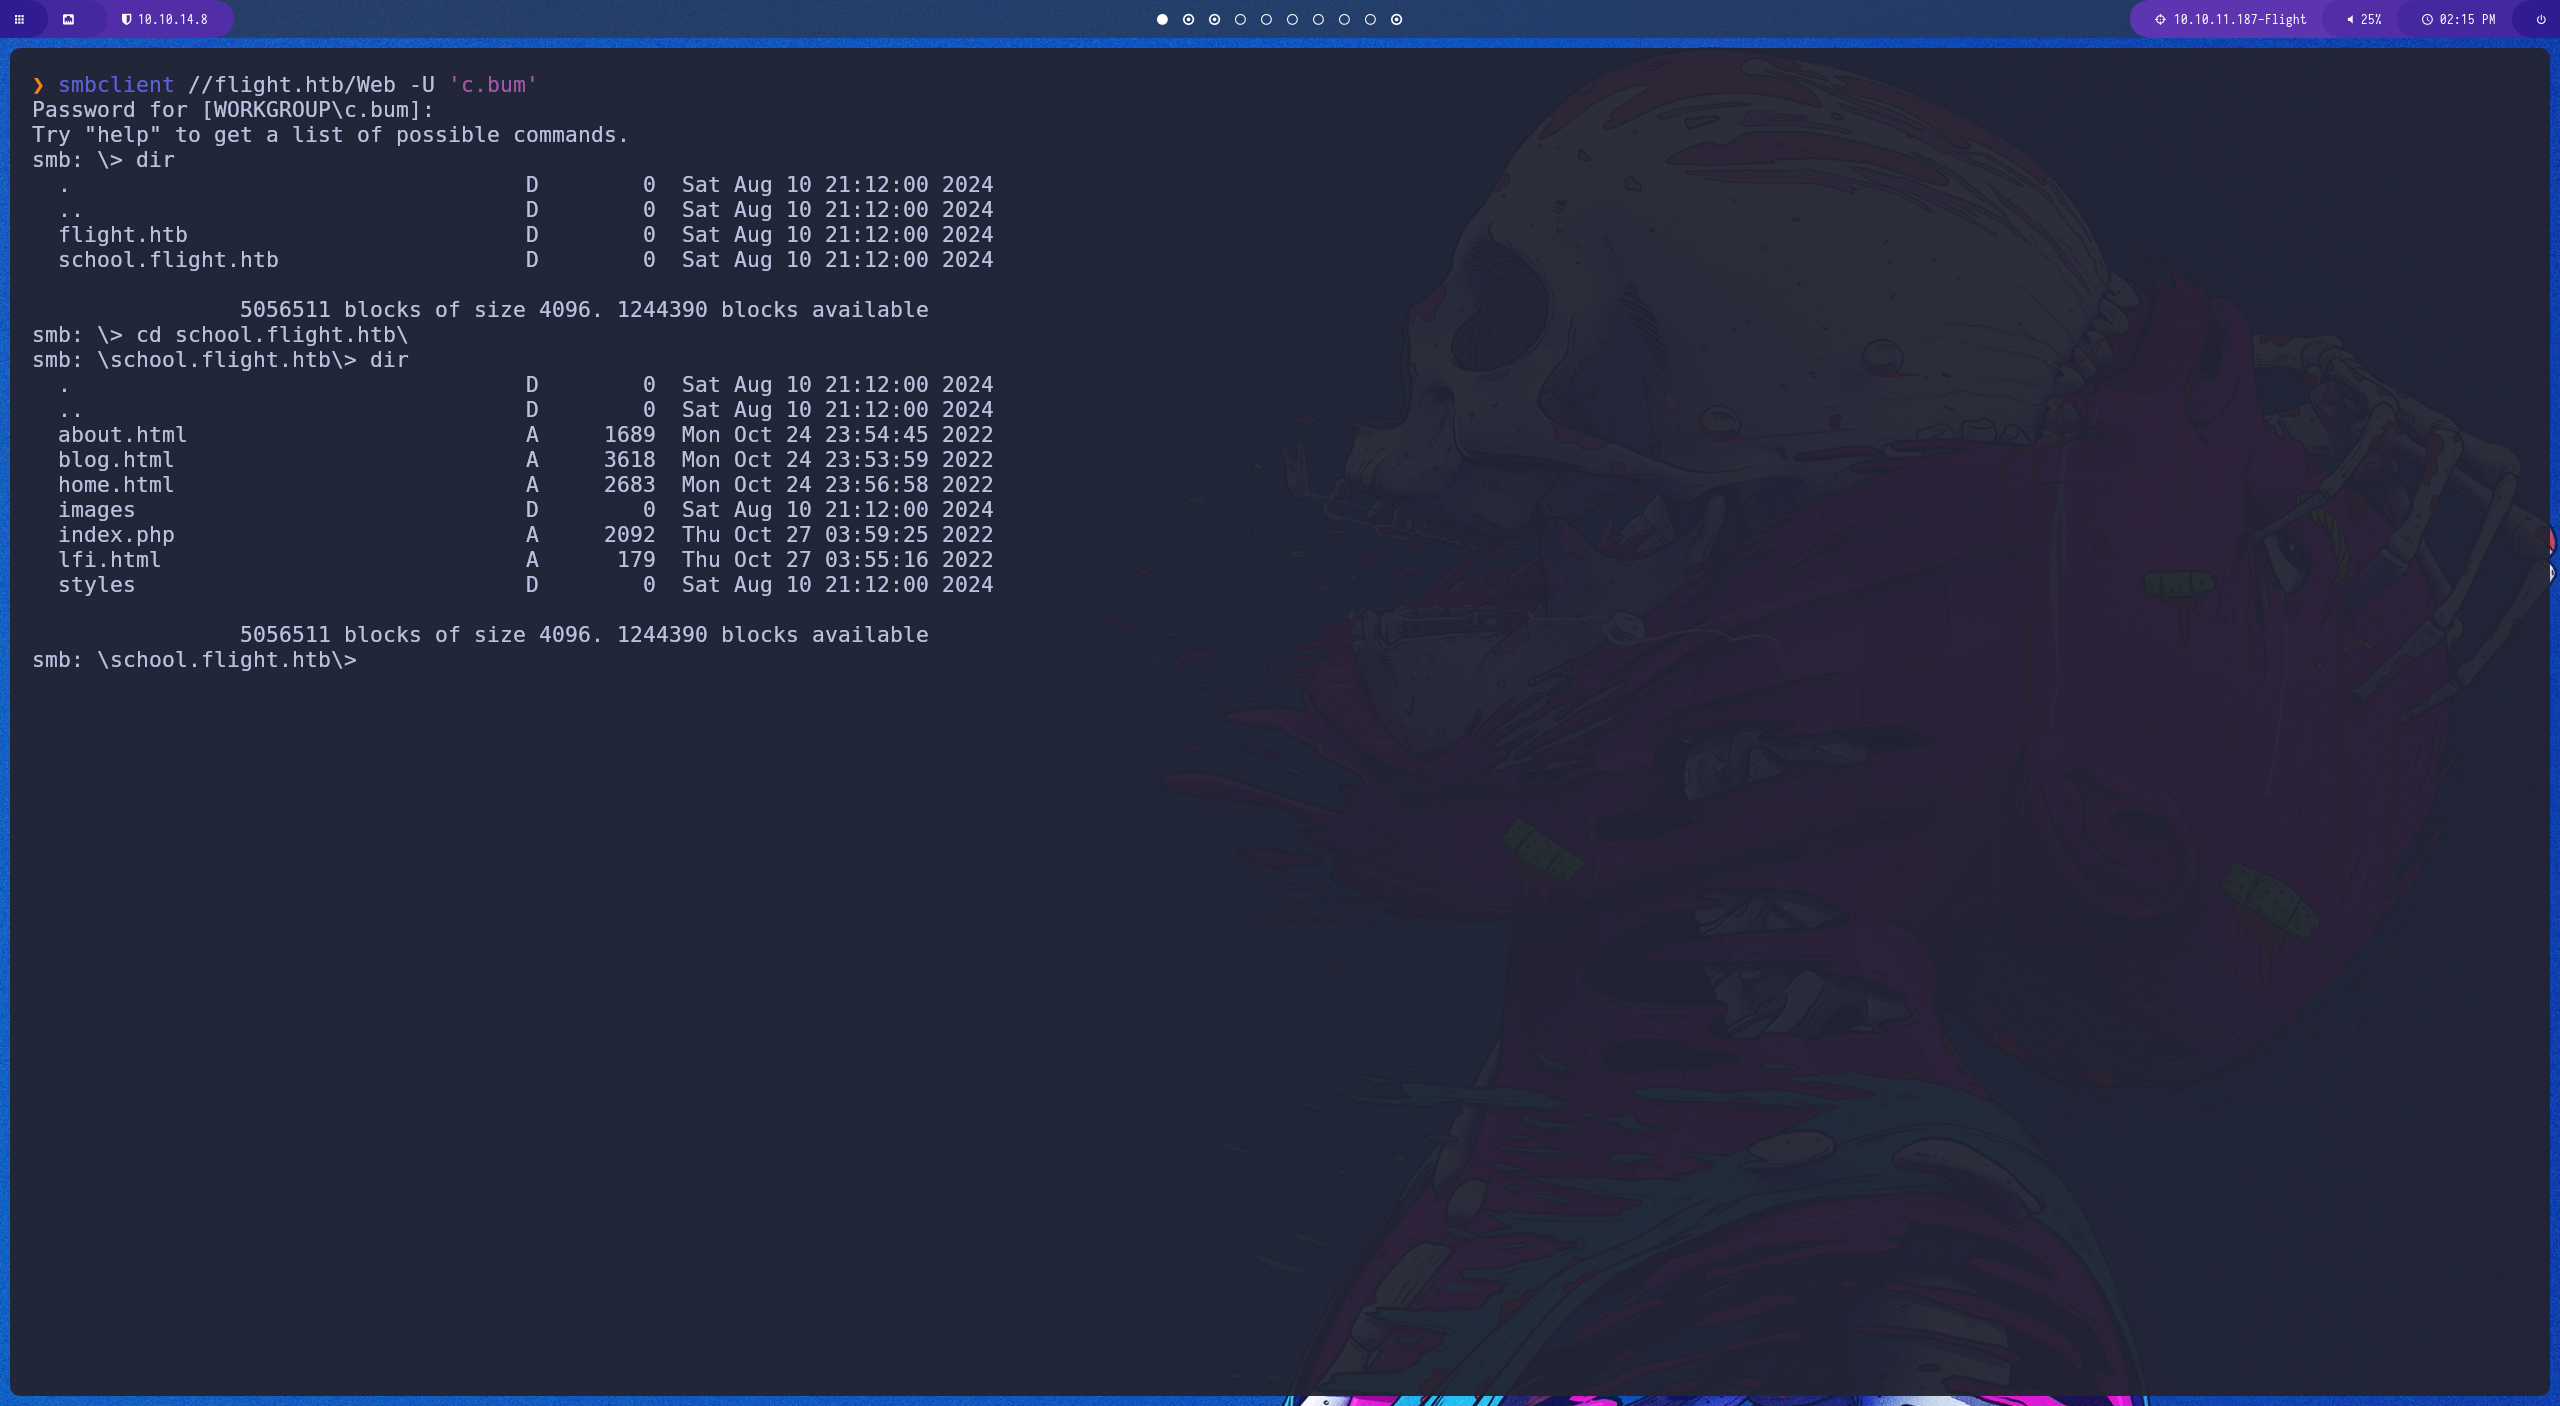 10.10.14.8 10.10.11.187-Flight 25% 02:15 PM
❯ smbclient //flight.htb/Web -U 'c.bum'
Password for [WORKGROUP\c.bum]:
Try "help" to get a list of possible commands.
smb: \> dir
  .                                   D        0  Sat Aug 10 21:12:00 2024
  ..                                  D        0  Sat Aug 10 21:12:00 2024
  flight.htb                          D        0  Sat Aug 10 21:12:00 2024
  school.flight.htb                   D        0  Sat Aug 10 21:12:00 2024
                5056511 blocks of size 4096. 1244390 blocks available
smb: \> cd school.flight.htb\
smb: \school.flight.htb\> dir
  .                                   D        0  Sat Aug 10 21:12:00 2024
  ..                                  D        0  Sat Aug 10 21:12:00 2024
  about.html                          A     1689  Mon Oct 24 23:54:45 2022
  blog.html                           A     3618  Mon Oct 24 23:53:59 2022
  home.html                           A     2683  Mon Oct 24 23:56:58 2022
  images                              D        0  Sat Aug 10 21:12:00 2024
  index.php                           A     2092  Thu Oct 27 03:59:25 2022
  lfi.html                            A      179  Thu Oct 27 03:55:16 2022
  styles                              D        0  Sat Aug 10 21:12:00 2024
                5056511 blocks of size 4096. 1244390 blocks available
smb: \school.flight.htb\>